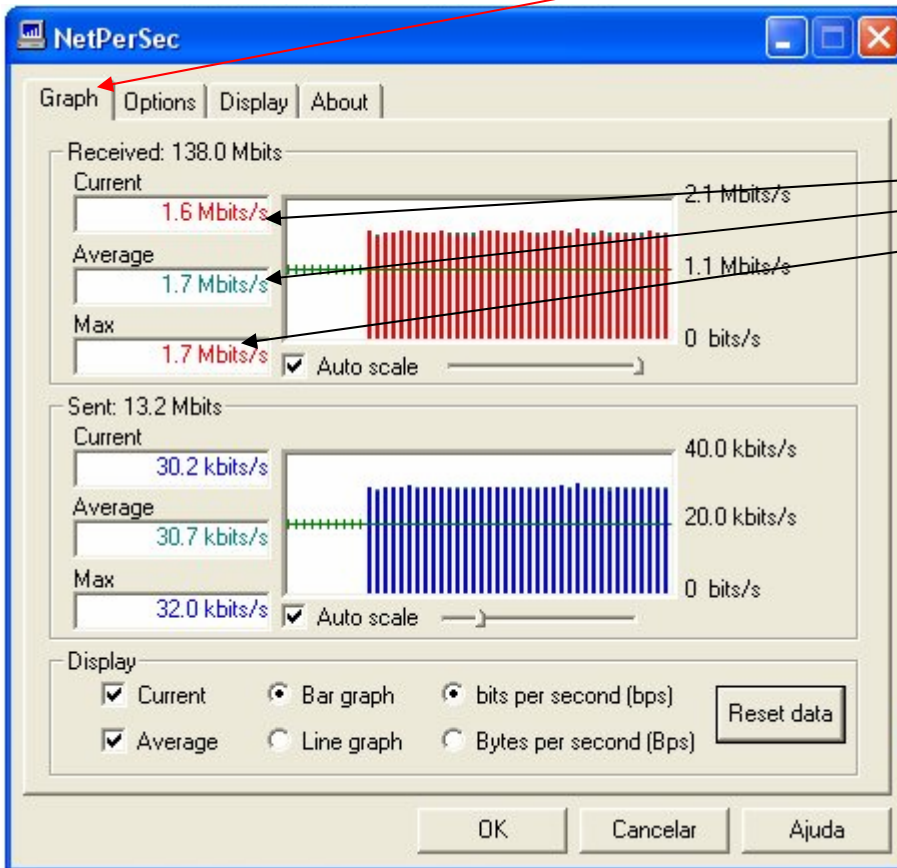 NetPerSec
Graph Options Display About
Received: 138.0 Mbits
Current
1.6 Mbits/s
Average
1.7 Mbits/s
Max
1.7 Mbits/s
2.1 Mbits/s
1.1 Mbits/s
0 bits/s
Auto scale
Sent: 13.2 Mbits
Current
30.2 kbits/s
Average
30.7 kbits/s
Max
32.0 kbits/s
40.0 kbits/s
20.0 kbits/s
0 bits/s
Auto scale
Display
Current Bar graph bits per second (bps)
Average Line graph Bytes per second (Bps)
Reset data
OK Cancelar Ajuda